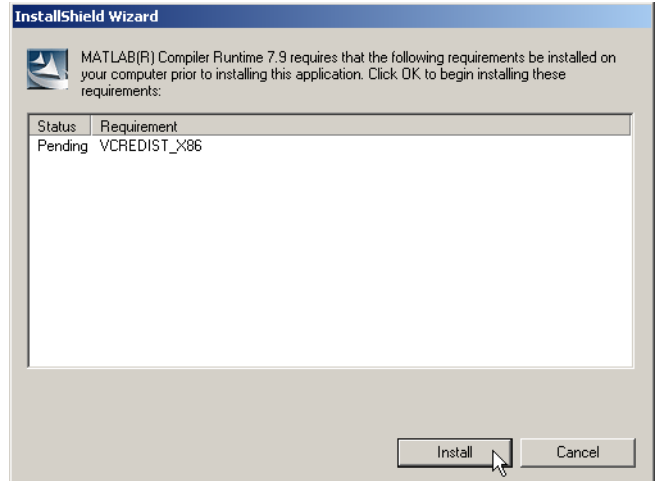 InstallShield Wizard
MATLAB(R) Compiler Runtime 7.9 requires that the following requirements be installed on
your computer prior to installing this application. Click OK to begin installing these
requirements:
Status Requirement
Pending VCREDIST_X86
Install Cancel